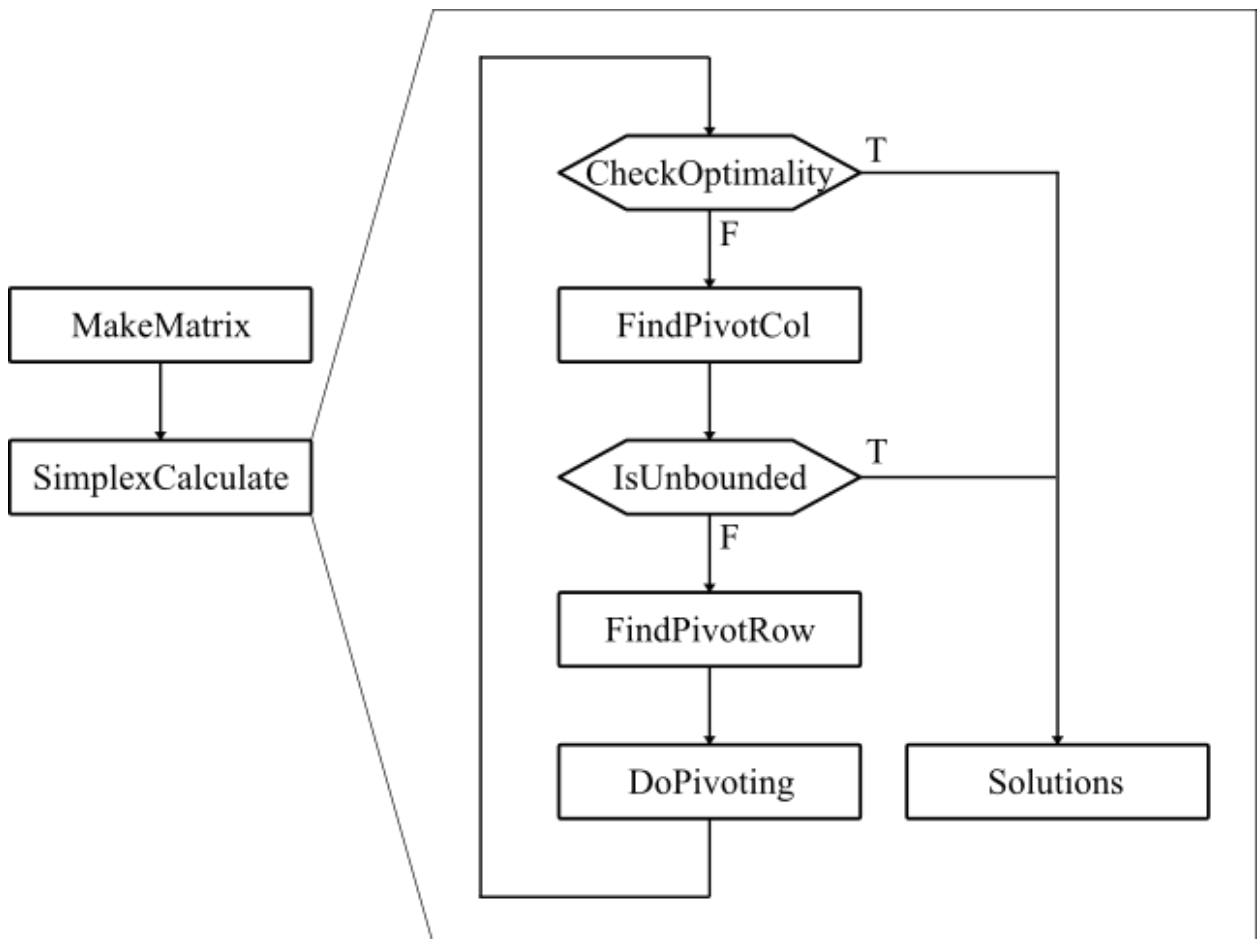 MakeMatrix
SimplexCalculate
CheckOptimality
T
F
FindPivotCol
IsUnbounded
T
F
FindPivotRow
DoPivoting
Solutions